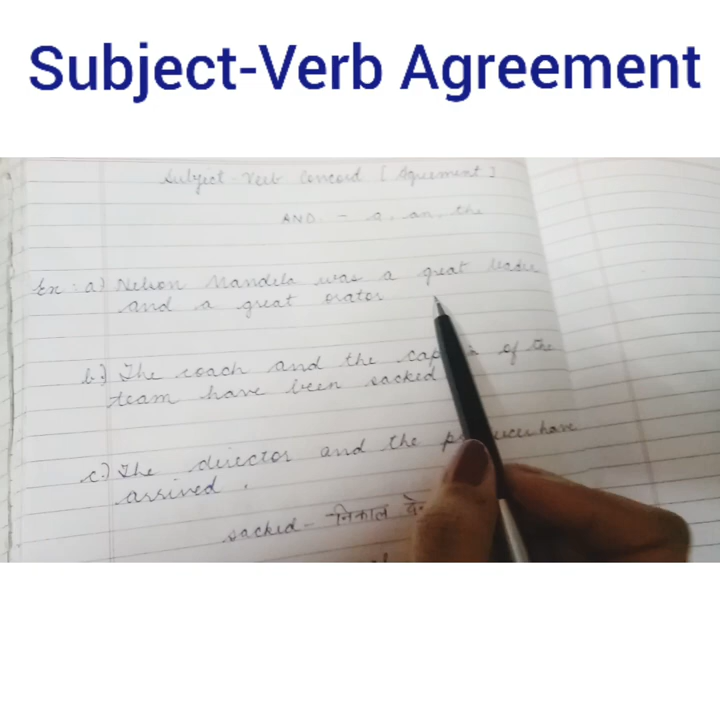 Subject-Verb Agreement
Subject-Verb Concord [Agreement]
AND - a, an, the
Ex: a) Nelson Mandela was a great leader
and a great orator
b) The coach and the of the
team have been sacked
c) The director and the have
arrived.
sacked - निकाल